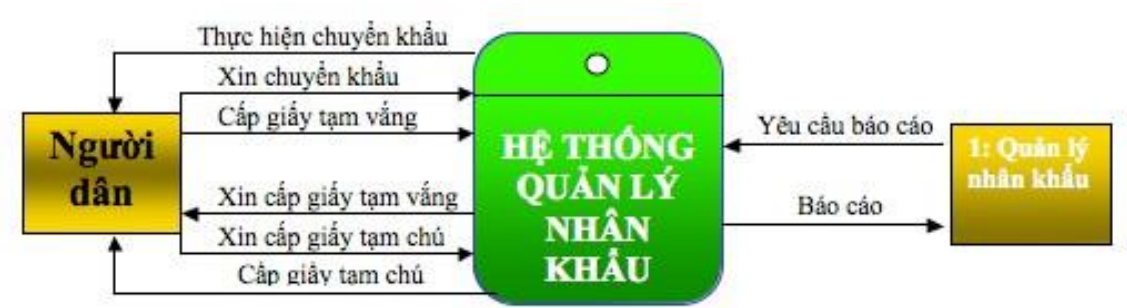 Thực hiện chuyển khẩu
Xin chuyển khẩu
Cấp giấy tạm vắng
Người
dân
Xin cấp giấy tạm vắng
Xin cấp giấy tạm chú
Cấp giấy tạm chú
HỆ THỐNG
QUẢN LÝ
NHÂN
KHẨU
Yêu cầu báo cáo
Báo cáo
1: Quản lý
nhân khẩu